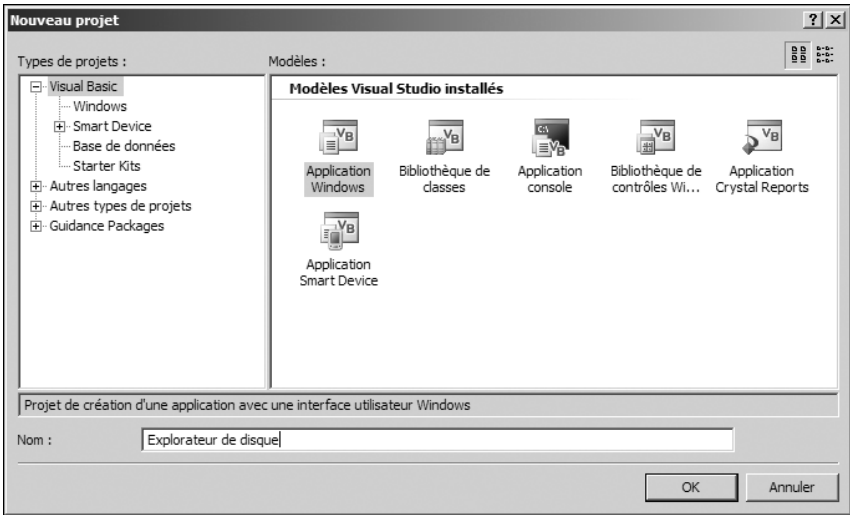 Nouveau projet
Types de projets :
Modèles :
Visual Basic
Windows
Smart Device
Base de données
Starter Kits
Autres langages
Autres types de projets
Guidance Packages
Modèles Visual Studio installés
Application
Windows
Bibliothèque de
classes
Application
console
Bibliothèque de
contrôles Wi...
Application
Crystal Reports
Application
Smart Device
Projet de création d'une application avec une interface utilisateur Windows
Nom :
Explorateur de disque
OK
Annuler